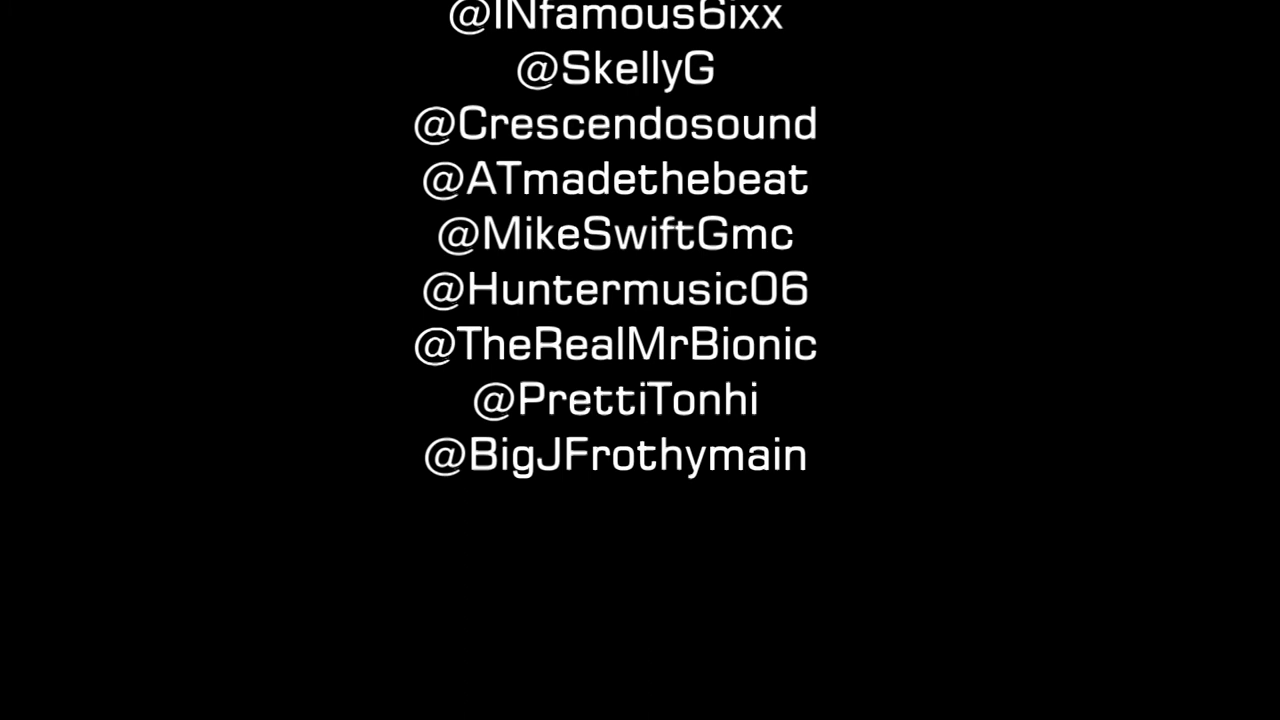 @INfamous6ixx
@SkellyG
@Crescendosound
@ATmadethebeat
@MikeSwiftGmc
@Huntermusic06
@TheRealMrBionic
@PrettiTonhi
@BigJFrothymain